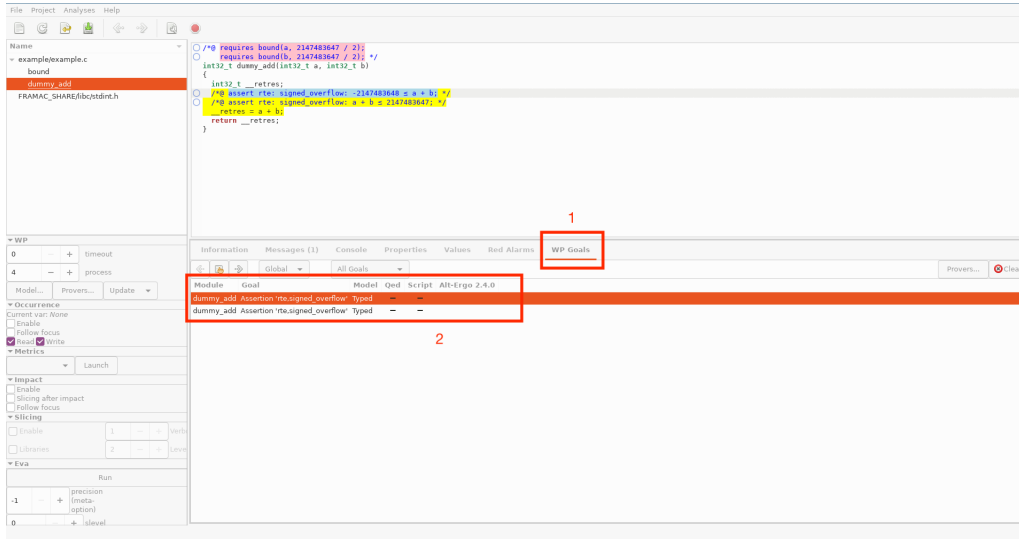 File Project Analyses Help
Name
example/example.c
bound
dummy_add
FRAMAC_SHARE/libc/stdint.h
/*@ requires bound(a, 2147483647 / 2);
requires bound(b, 2147483647 / 2); */
int32_t dummy_add(int32_t a, int32_t b)
{
int32_t __retres;
/*@ assert rte: signed_overflow: -2147483648 ≤ a + b; */
/*@ assert rte: signed_overflow: a + b ≤ 2147483647; */
__retres = a + b;
return __retres;
}
1
WP
0 − + timeout
4 − + process
Model... Provers... Update
Occurrence
Current var: None
Enable
Follow focus
Read Write
Metrics
Launch
Impact
Enable
Slicing after impact
Follow focus
Slicing
Enable 1 − + Verb
Libraries 2 − + Leve
Eva
Run
-1 − + precision
(meta-
option)
0 − + slevel
Information Messages (1) Console Properties Values Red Alarms WP Goals
Global All Goals Provers... Clea
Module Goal Model Qed Script Alt-Ergo 2.4.0
dummy_add Assertion 'rte,signed_overflow' Typed − −
dummy_add Assertion 'rte,signed_overflow' Typed − −
2